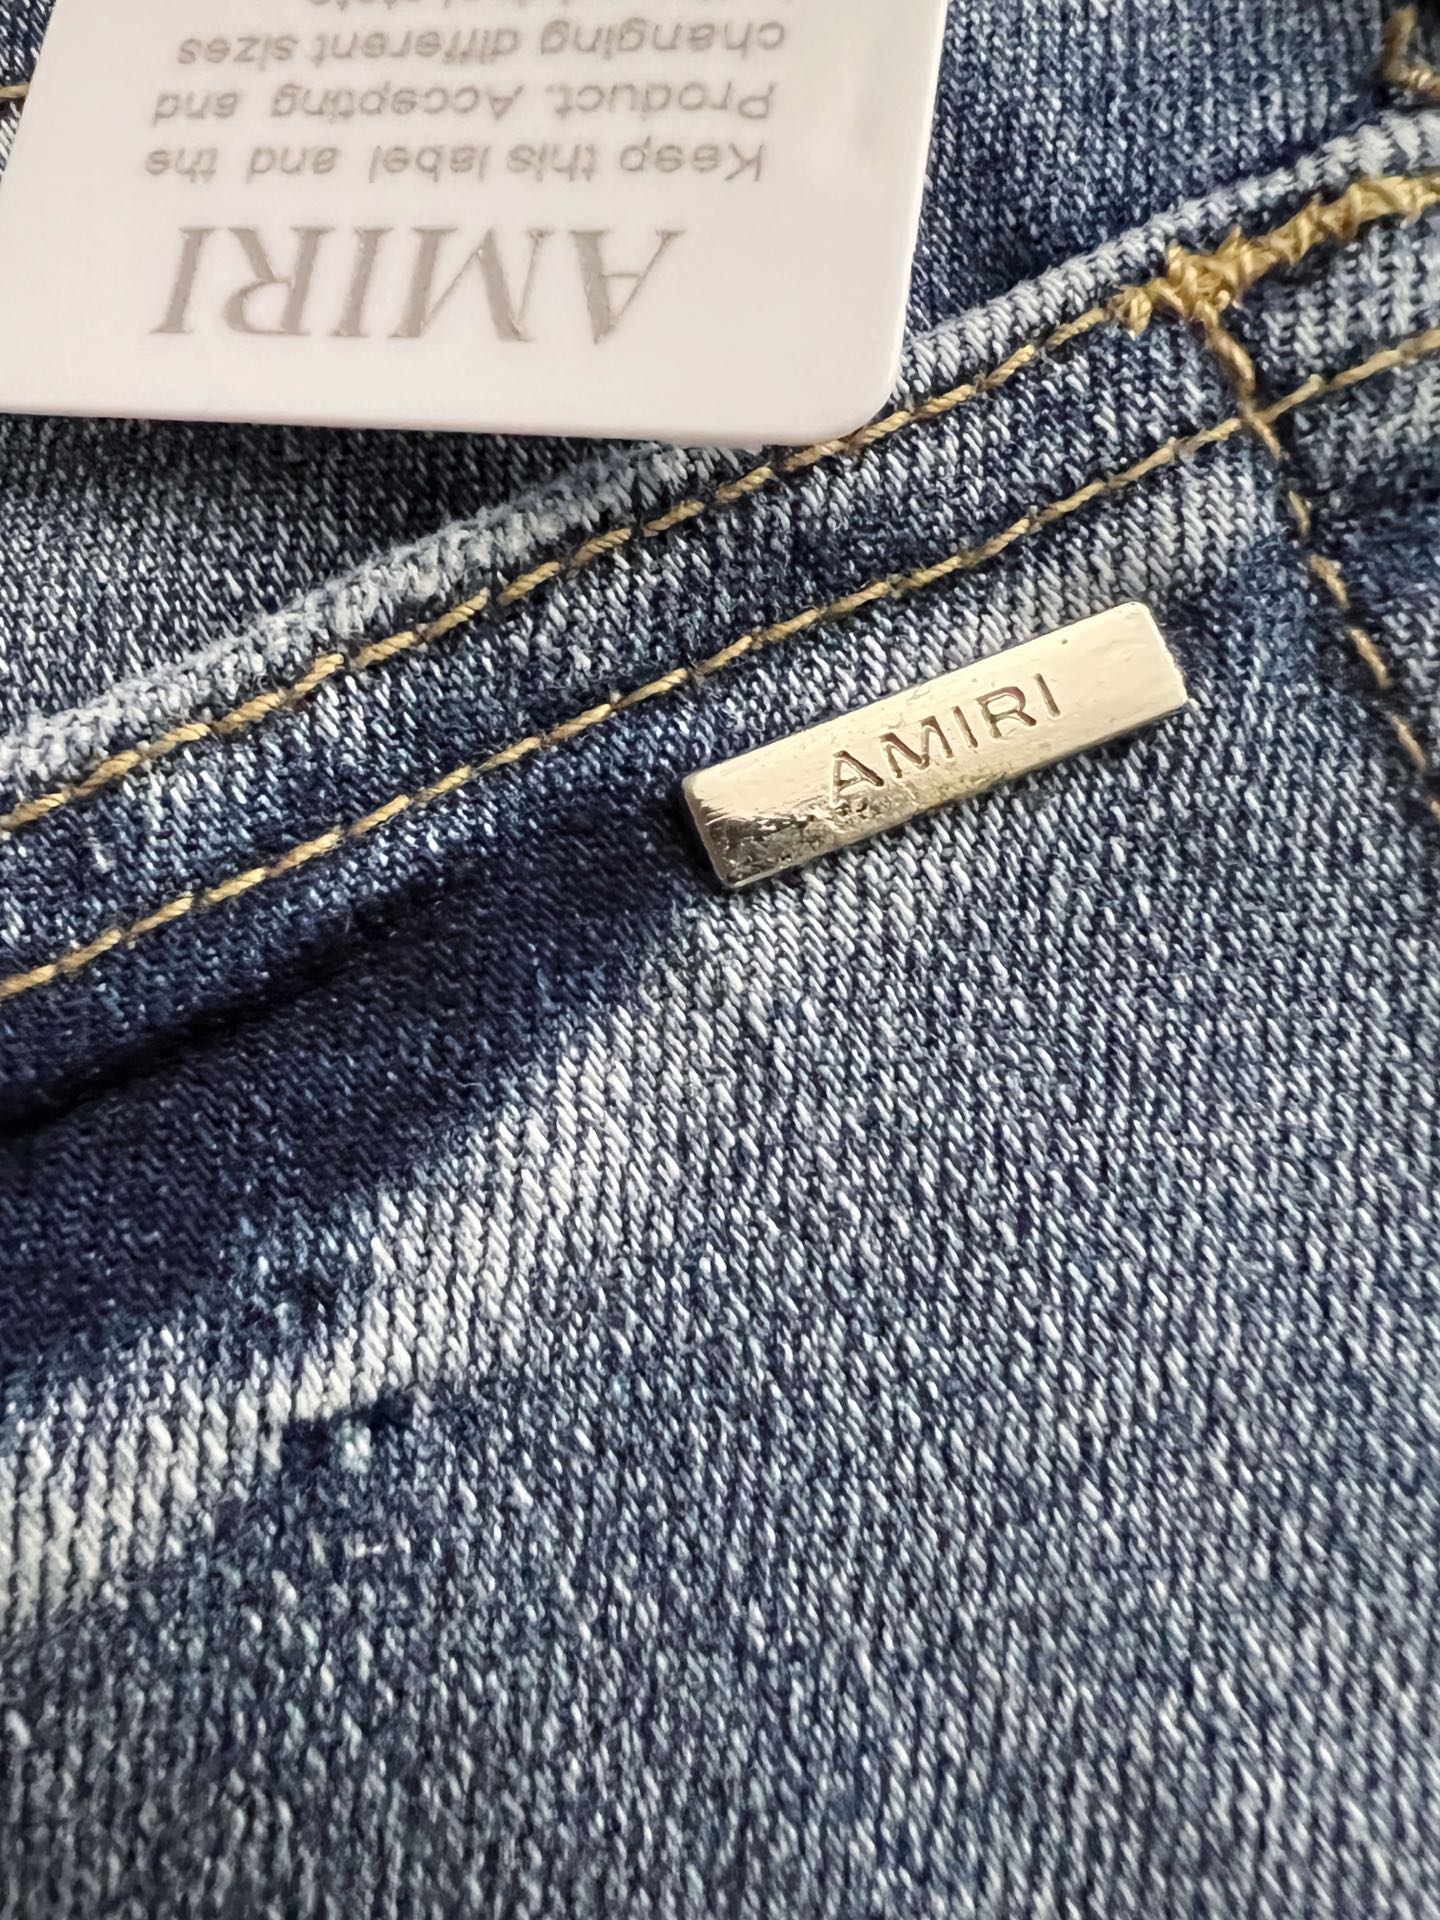 AMIRI
Keep this label and the
Product. Accepting and
changing different sizes
AMIRI